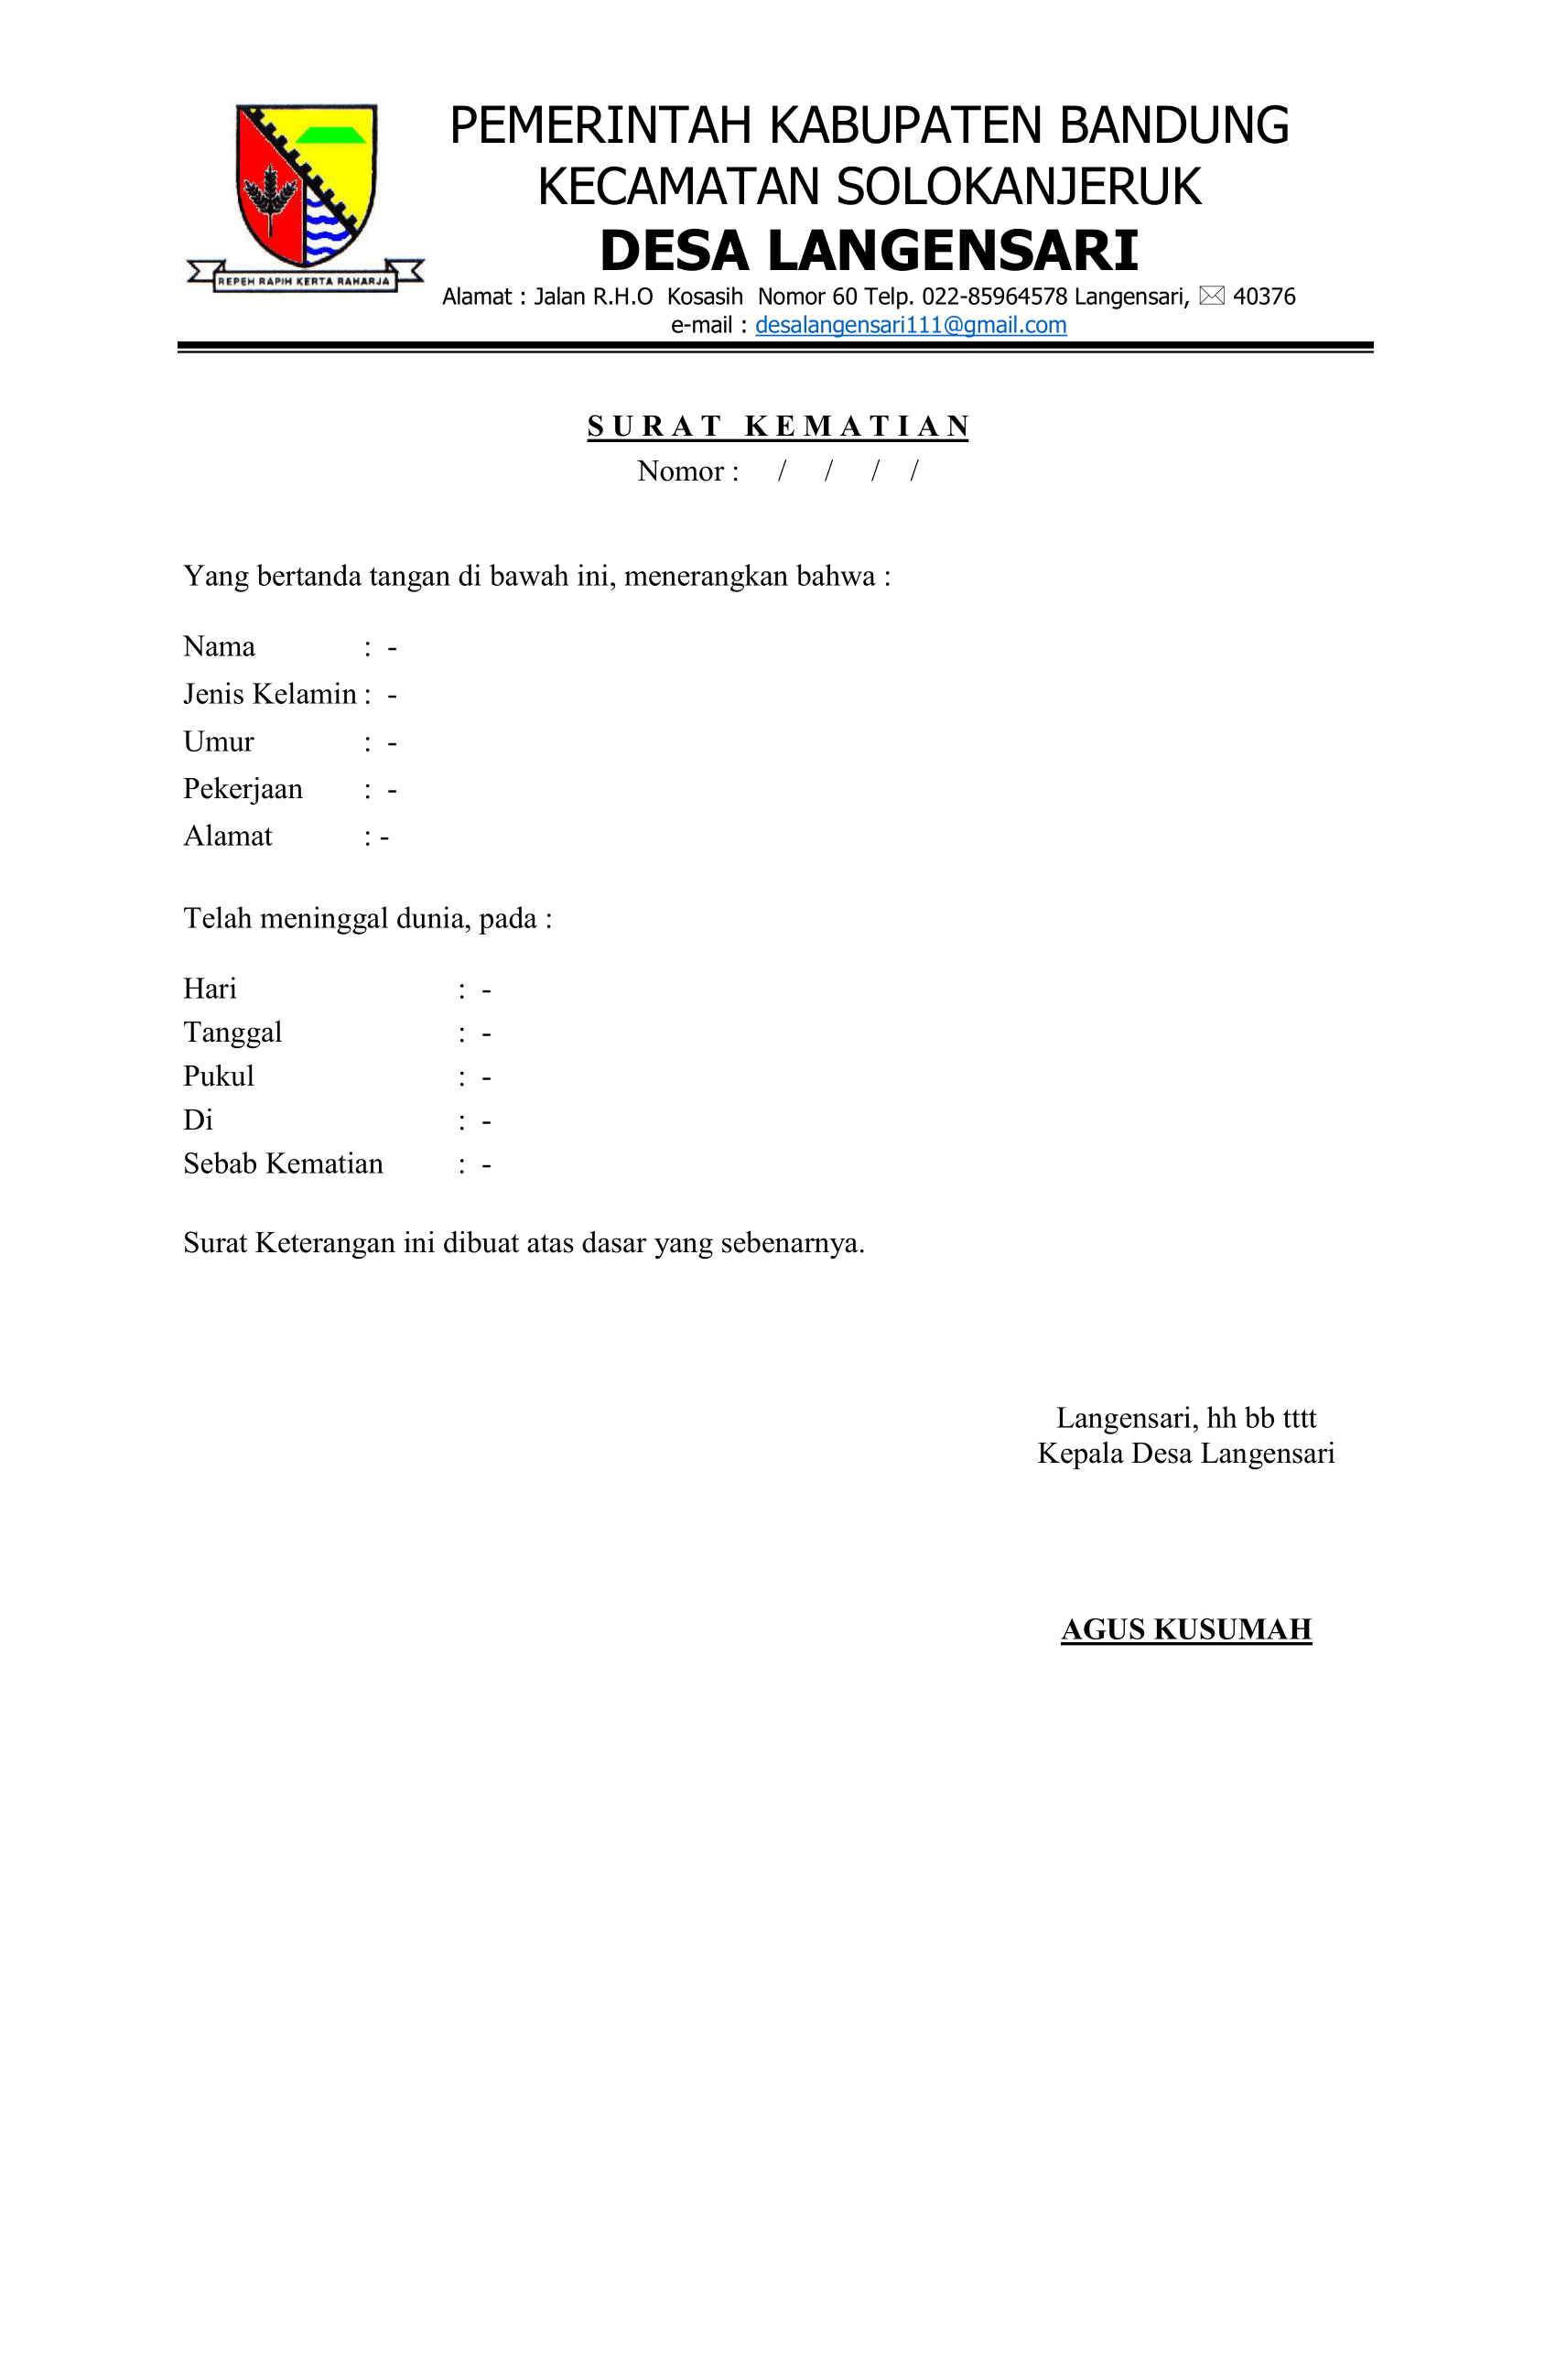 PEMERINTAH KABUPATEN BANDUNG
KECAMATAN SOLOKANJERUK
DESA LANGENSARI
REPEH RAPIH KERTA RAHARJA
Alamat : Jalan R.H.O Kosasih Nomor 60 Telp. 022-85964578 Langensari, ✉ 40376
e-mail : desalangensari111@gmail.com
S U R A T K E M A T I A N
Nomor : / / / /
Yang bertanda tangan di bawah ini, menerangkan bahwa :
Nama : -
Jenis Kelamin : -
Umur : -
Pekerjaan : -
Alamat : -
Telah meninggal dunia, pada :
Hari : -
Tanggal : -
Pukul : -
Di : -
Sebab Kematian : -
Surat Keterangan ini dibuat atas dasar yang sebenarnya.
Langensari, hh bb tttt
Kepala Desa Langensari
AGUS KUSUMAH